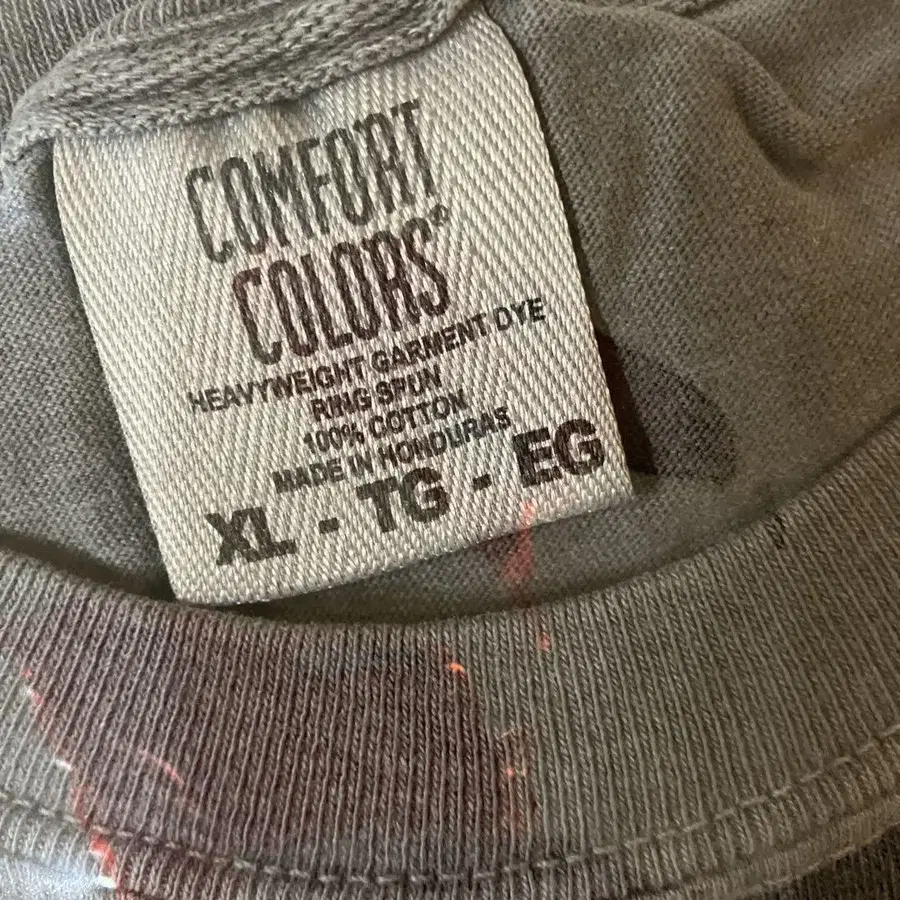 COMFORT
COLORS®
HEAVYWEIGHT GARMENT DYE
RING SPUN
100% COTTON
MADE IN HONDURAS
XL - TG - EG